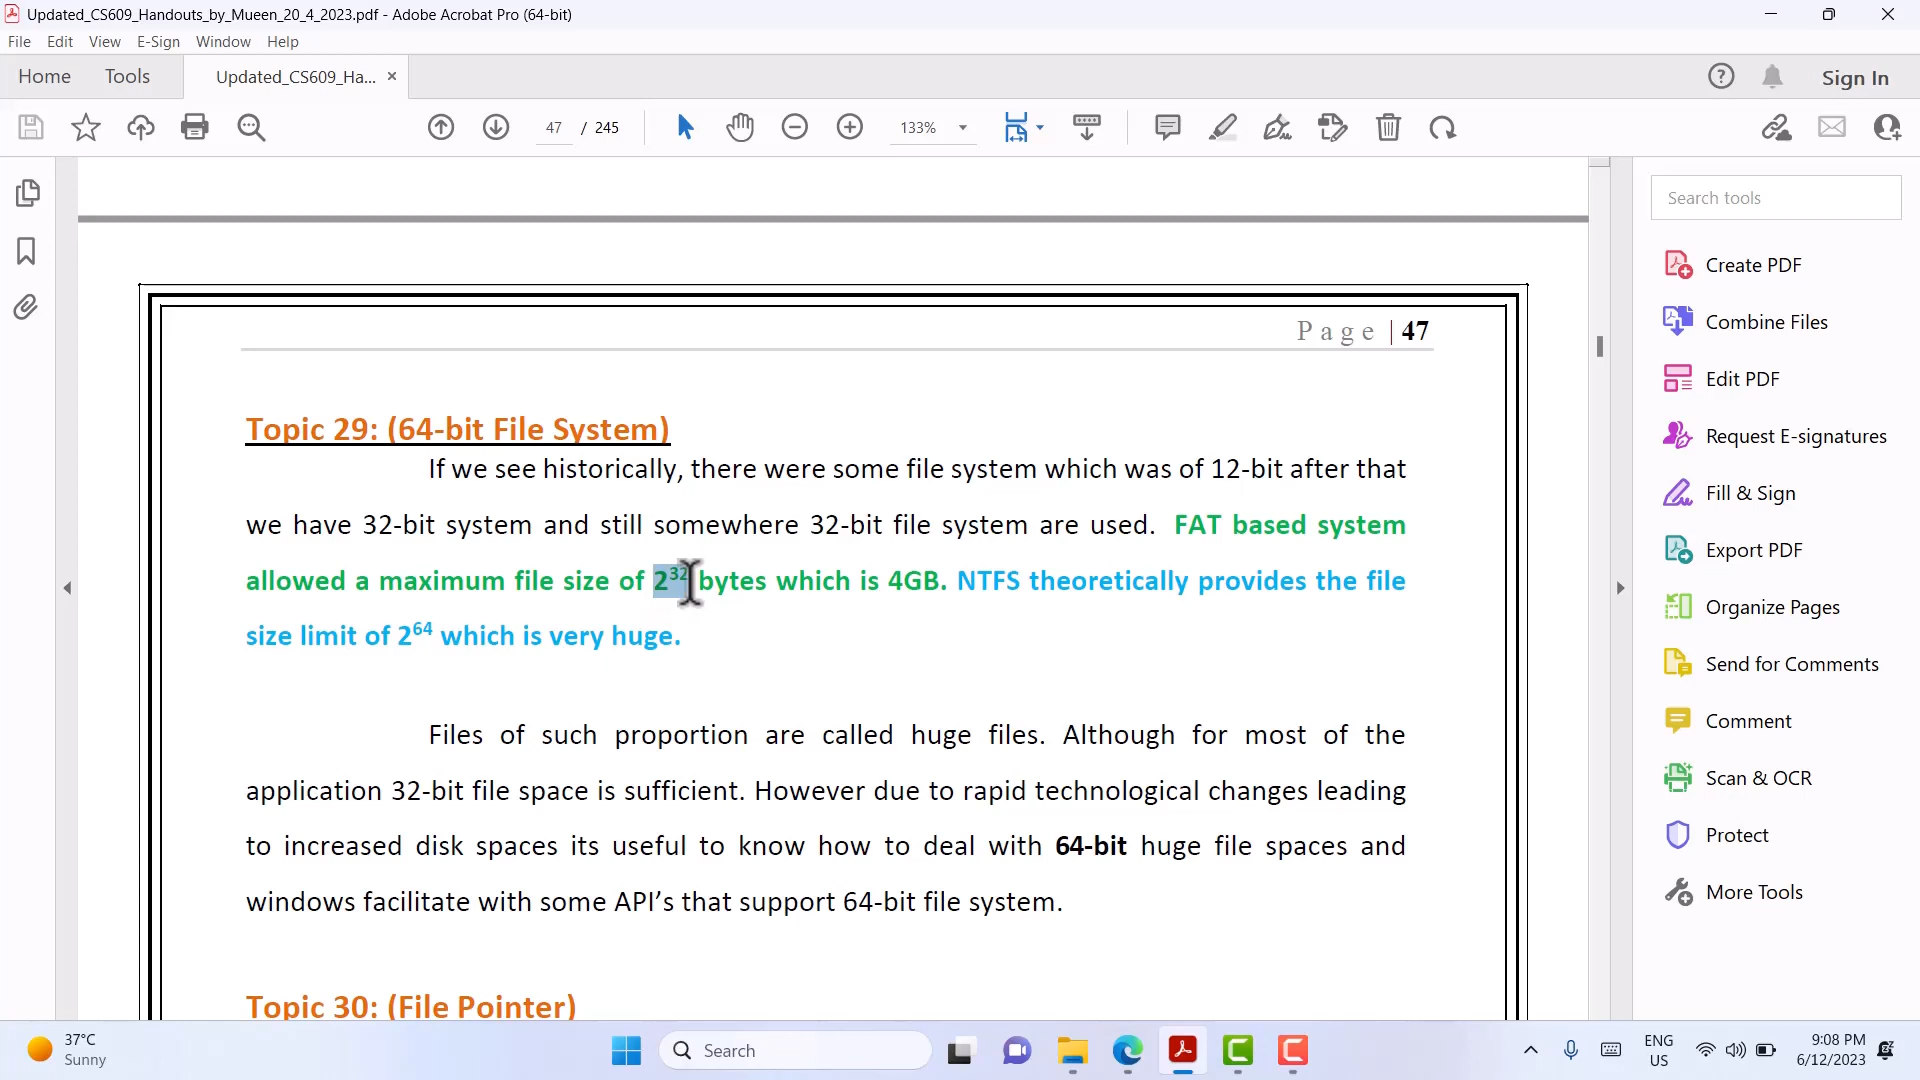 Updated_CS609_Handouts_by_Mueen_20_4_2023.pdf - Adobe Acrobat Pro (64-bit)
File Edit View E-Sign Window Help
Home Tools Updated_CS609_Ha... × Sign In
47 / 245 133%
Search tools
Create PDF
Combine Files
Edit PDF
Request E-signatures
Fill & Sign
Export PDF
Organize Pages
Send for Comments
Comment
Scan & OCR
Protect
More Tools
Page | 47
Topic 29: (64-bit File System)
If we see historically, there were some file system which was of 12-bit after that
we have 32-bit system and still somewhere 32-bit file system are used. FAT based system
allowed a maximum file size of 2³² bytes which is 4GB. NTFS theoretically provides the file
size limit of 2⁶⁴ which is very huge.
Files of such proportion are called huge files. Although for most of the
application 32-bit file space is sufficient. However due to rapid technological changes leading
to increased disk spaces its useful to know how to deal with 64-bit huge file spaces and
windows facilitate with some API’s that support 64-bit file system.
Topic 30: (File Pointer)
37°C
Sunny
Search
ENG
US
9:08 PM
6/12/2023